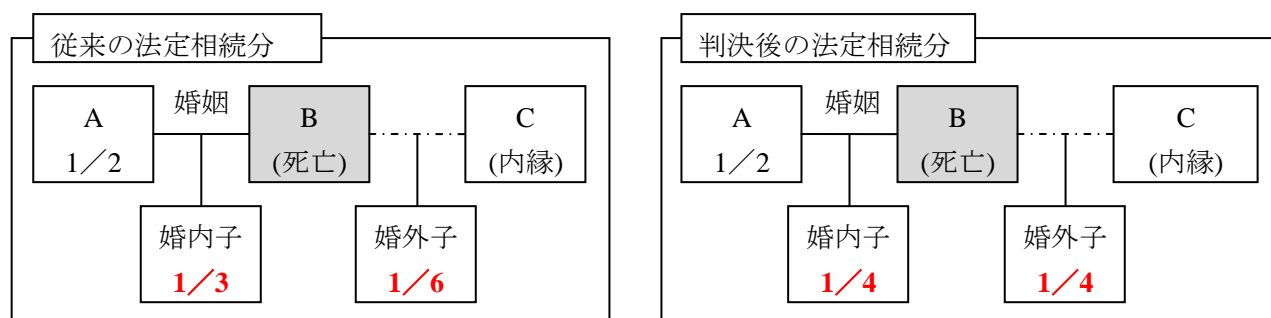 従来の法定相続分
婚姻
A
1／2
B
(死亡)
C
(内縁)
婚内子
1／3
婚外子
1／6
判決後の法定相続分
婚姻
A
1／2
B
(死亡)
C
(内縁)
婚内子
1／4
婚外子
1／4